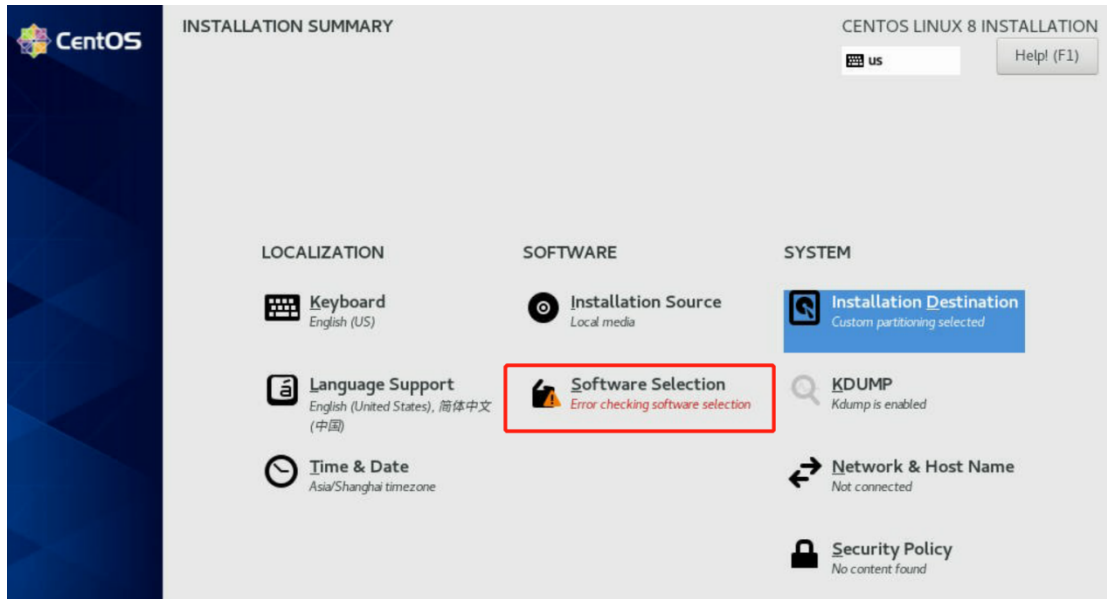 CentOS
INSTALLATION SUMMARY
CENTOS LINUX 8 INSTALLATION
us
Help! (F1)
LOCALIZATION
SOFTWARE
SYSTEM
Keyboard
English (US)
Installation Source
Local media
Installation Destination
Custom partitioning selected
Language Support
English (United States), 简体中文
(中国)
Software Selection
Error checking software selection
KDUMP
Kdump is enabled
Time & Date
Asia/Shanghai timezone
Network & Host Name
Not connected
Security Policy
No content found